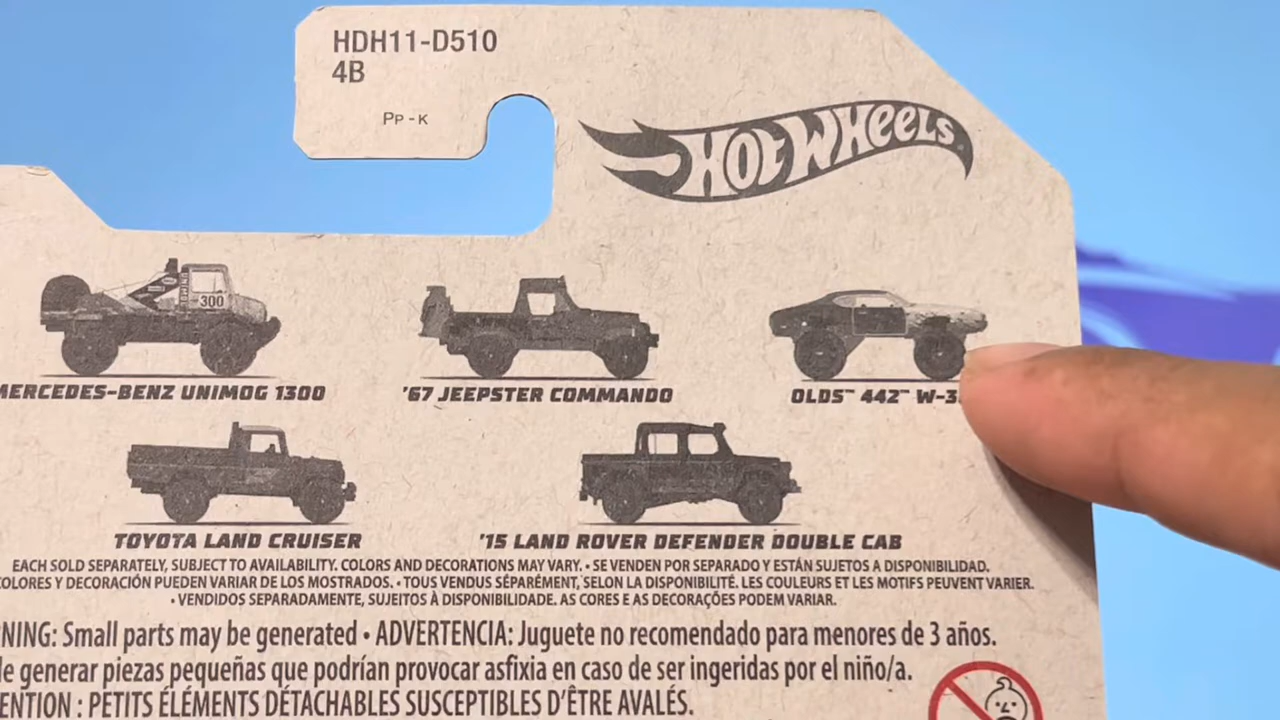 HDH11-D510
4B
PP - K
HOT WHEELS
300
MERCEDES-BENZ UNIMOG 1300
'67 JEEPSTER COMMANDO
OLDS™ 442™
TOYOTA LAND CRUISER
'15 LAND ROVER DEFENDER DOUBLE CAB
EACH SOLD SEPARATELY, SUBJECT TO AVAILABILITY. COLORS AND DECORATIONS MAY VARY. • SE VENDEN POR SEPARADO Y ESTÁN SUJETOS A DISPONIBILIDAD.
COLORES Y DECORACIÓN PUEDEN VARIAR DE LOS MOSTRADOS. • TOUS VENDUS SÉPARÉMENT, SELON LA DISPONIBILITÉ. LES COULEURS ET LES MOTIFS PEUVENT VARIER.
• VENDIDOS SEPARADAMENTE, SUJEITOS À DISPONIBILIDADE. AS CORES E AS DECORAÇÕES PODEM VARIAR.
NING: Small parts may be generated • ADVERTENCIA: Juguete no recomendado para menores de 3 años.
de generar piezas pequeñas que podrían provocar asfixia en caso de ser ingeridas por el niño/a.
ENTION : PETITS ÉLÉMENTS DÉTACHABLES SUSCEPTIBLES D'ÊTRE AVALÉS.